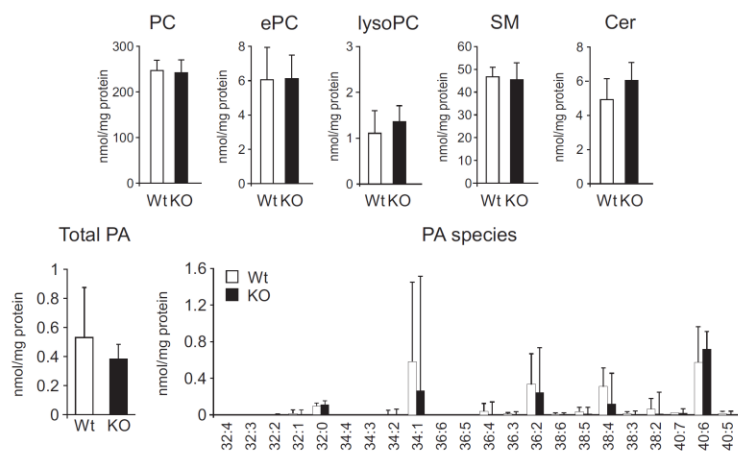 PC ePC lysoPC SM Cer
nmol/mg protein
300
200
100
0
Wt KO
nmol/mg protein
8
6
4
2
0
Wt KO
nmol/mg protein
3
2
1
0
Wt KO
nmol/mg protein
60
50
40
30
20
10
0
Wt KO
nmol/mg protein
8
6
4
2
0
Wt KO
Total PA
nmol/mg protein
1
0.8
0.6
0.4
0.2
0
Wt KO
PA species
nmol/mg protein
1.6
1.2
0.8
0.4
0
Wt
KO
32:4 32:3 32:2 32:1 32:0 34:4 34:3 34:2 34:1 36:6 36:5 36:4 36:3 36:2 38:6 38:5 38:4 38:3 38:2 40:7 40:6 40:5